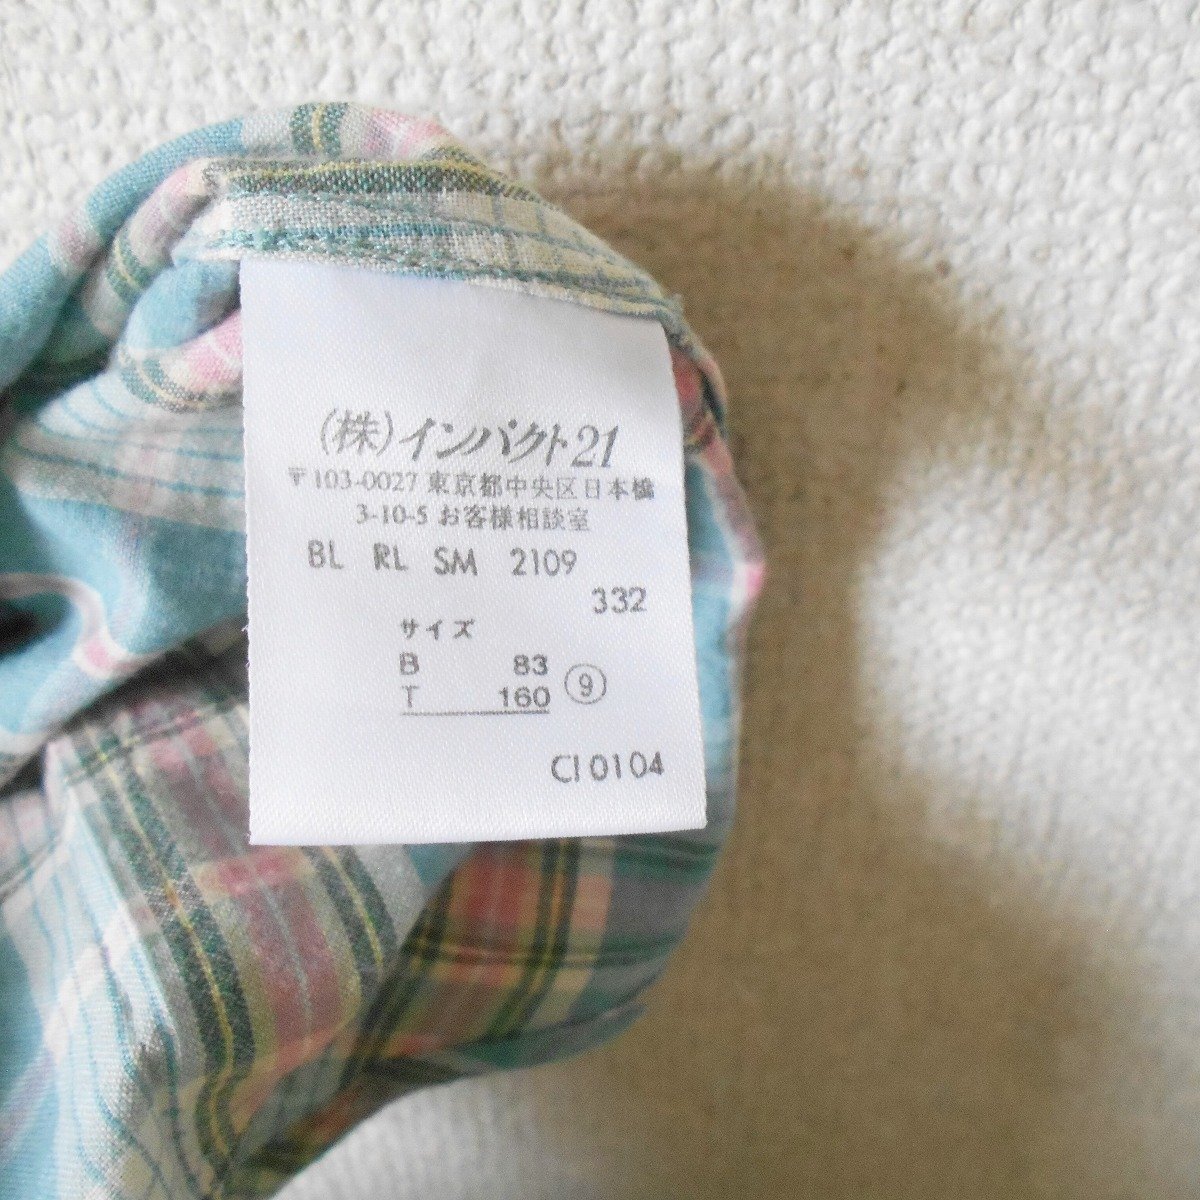 (株)インパクト21
〒103-0027 東京都中央区日本橋
3-10-5 お客様相談室
BL RL SM 2109
332
サイズ
B 83
T 160 ⑨
CI 0104